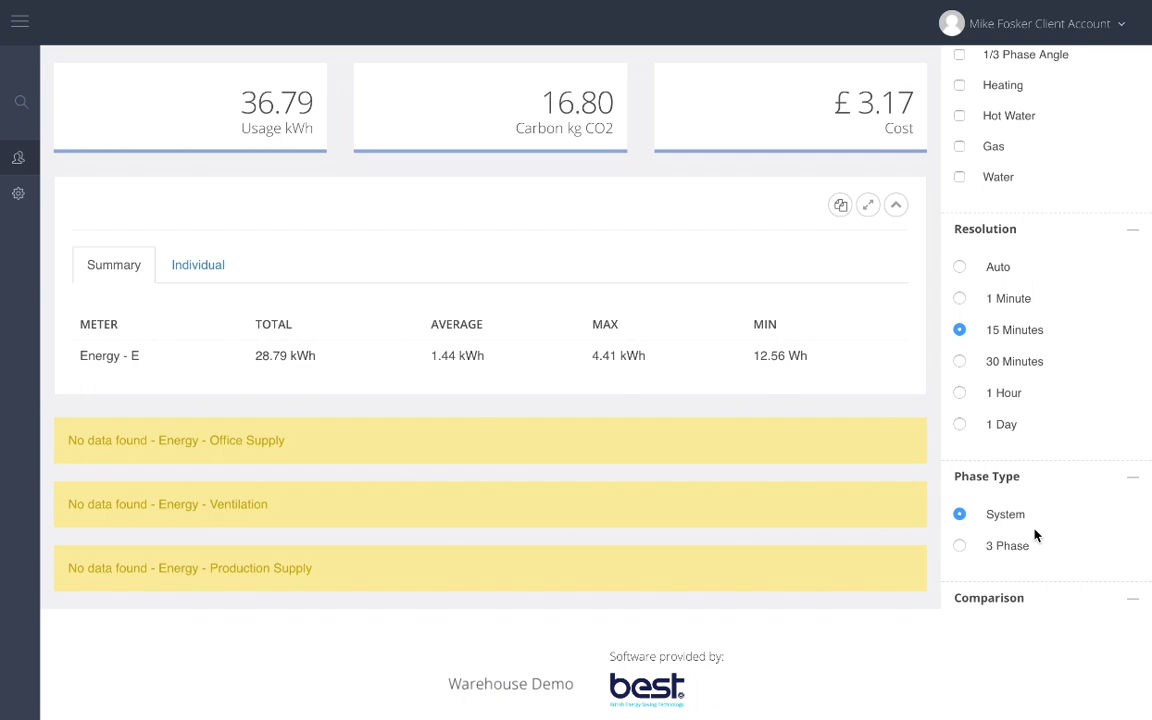 Mike Fosker Client Account
36.79
Usage kWh
16.80
Carbon kg CO2
£ 3.17
Cost
Summary
Individual
METER TOTAL AVERAGE MAX MIN
Energy - E 28.79 kWh 1.44 kWh 4.41 kWh 12.56 Wh
No data found - Energy - Office Supply
No data found - Energy - Ventilation
No data found - Energy - Production Supply
1/3 Phase Angle
Heating
Hot Water
Gas
Water
Resolution
Auto
1 Minute
15 Minutes
30 Minutes
1 Hour
1 Day
Phase Type
System
3 Phase
Comparison
Warehouse Demo
Software provided by:
best.
British Energy Saving Technology